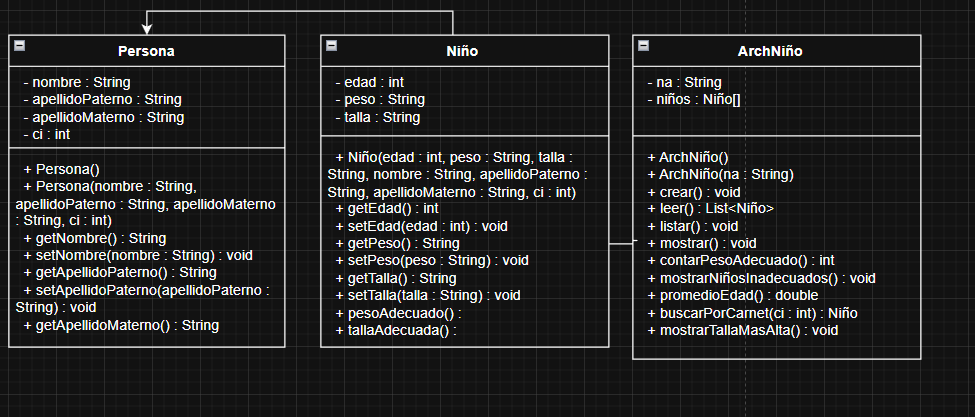 Persona
- nombre : String
- apellidoPaterno : String
- apellidoMaterno : String
- ci : int
+ Persona()
+ Persona(nombre : String,
apellidoPaterno : String, apellidoMaterno
: String, ci : int)
+ getNombre() : String
+ setNombre(nombre : String) : void
+ getApellidoPaterno() : String
+ setApellidoPaterno(apellidoPaterno :
String) : void
+ getApellidoMaterno() : String
Niño
- edad : int
- peso : String
- talla : String
+ Niño(edad : int, peso : String, talla :
String, nombre : String, apellidoPaterno :
String, apellidoMaterno : String, ci : int)
+ getEdad() : int
+ setEdad(edad : int) : void
+ getPeso() : String
+ setPeso(peso : String) : void
+ getTalla() : String
+ setTalla(talla : String) : void
+ pesoAdecuado() :
+ tallaAdecuada() :
ArchNiño
- na : String
- niños : Niño[]
+ ArchNiño()
+ ArchNiño(na : String)
+ crear() : void
+ leer() : List<Niño>
+ listar() : void
+ mostrar() : void
+ contarPesoAdecuado() : int
+ mostrarNiñosInadecuados() : void
+ promedioEdad() : double
+ buscarPorCarnet(ci : int) : Niño
+ mostrarTallaMasAlta() : void